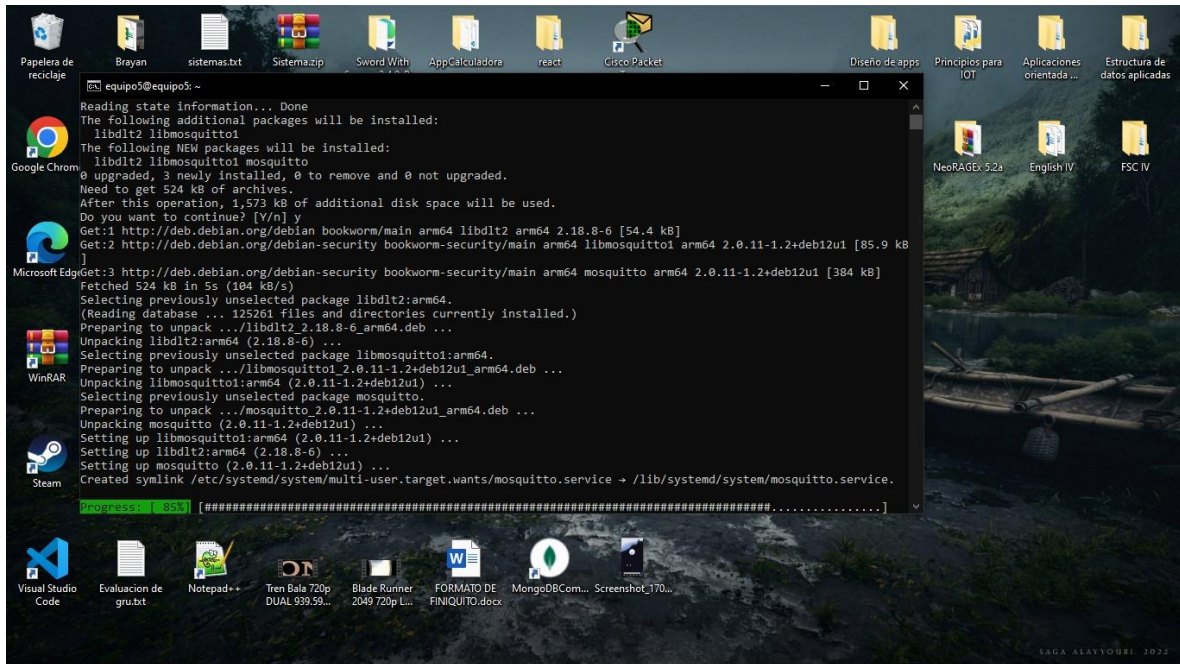 Papelera de
reciclaje
Brayan
sistemas.txt
Sistema.zip
Sword With
AppCalculadora
react
Cisco Packet
Diseño de apps
Principios para
IOT
Aplicaciones
orientada ...
Estructura de
datos aplicadas
equipo5@equipo5: ~
Reading state information... Done
The following additional packages will be installed:
libdlt2 libmosquitto1
The following NEW packages will be installed:
libdlt2 libmosquitto1 mosquitto
0 upgraded, 3 newly installed, 0 to remove and 0 not upgraded.
Need to get 524 kB of archives.
After this operation, 1,573 kB of additional disk space will be used.
Do you want to continue? [Y/n] y
Get:1 http://deb.debian.org/debian bookworm/main arm64 libdlt2 arm64 2.18.8-6 [54.4 kB]
Get:2 http://deb.debian.org/debian-security bookworm-security/main arm64 libmosquitto1 arm64 2.0.11-1.2+deb12u1 [85.9 kB
]
Get:3 http://deb.debian.org/debian-security bookworm-security/main arm64 mosquitto arm64 2.0.11-1.2+deb12u1 [384 kB]
Fetched 524 kB in 5s (104 kB/s)
Selecting previously unselected package libdlt2:arm64.
(Reading database ... 125261 files and directories currently installed.)
Preparing to unpack .../libdlt2_2.18.8-6_arm64.deb ...
Unpacking libdlt2:arm64 (2.18.8-6) ...
Selecting previously unselected package libmosquitto1:arm64.
Preparing to unpack .../libmosquitto1_2.0.11-1.2+deb12u1_arm64.deb ...
Unpacking libmosquitto1:arm64 (2.0.11-1.2+deb12u1) ...
Selecting previously unselected package mosquitto.
Preparing to unpack .../mosquitto_2.0.11-1.2+deb12u1_arm64.deb ...
Unpacking mosquitto (2.0.11-1.2+deb12u1) ...
Setting up libmosquitto1:arm64 (2.0.11-1.2+deb12u1) ...
Setting up libdlt2:arm64 (2.18.8-6) ...
Setting up mosquitto (2.0.11-1.2+deb12u1) ...
Created symlink /etc/systemd/system/multi-user.target.wants/mosquitto.service → /lib/systemd/system/mosquitto.service.
Progress: [ 85%] [##################################################################################................]
Google Chrom
Microsoft Edge
WinRAR
Steam
NeoRAGEx 5.2a
English IV
FSC IV
Visual Studio
Code
Evaluacion de
gru.txt
Notepad++
Tren Bala 720p
DUAL 939.59...
Blade Runner
2049 720p L...
FORMATO DE
FINIQUITO.docx
MongoDBCom...
Screenshot_170...
SAGA ALAYYOUBI. 2022